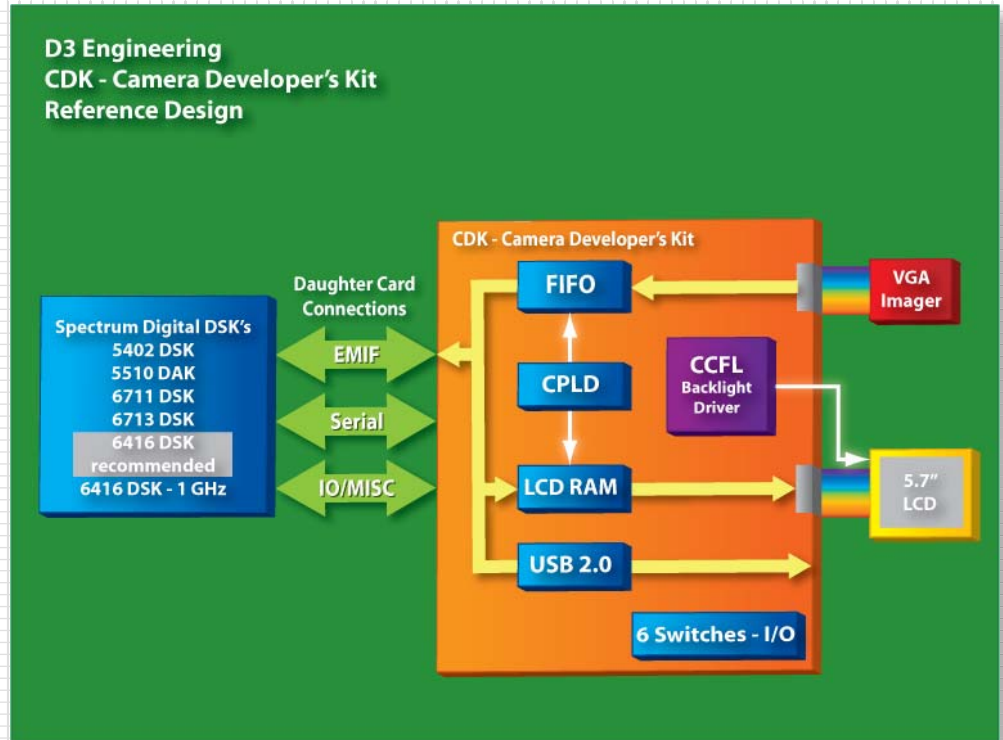 D3 Engineering
CDK - Camera Developer's Kit
Reference Design
CDK - Camera Developer's Kit
Daughter Card
Connections
EMIF
Serial
IO/MISC
Spectrum Digital DSK's
5402 DSK
5510 DAK
6711 DSK
6713 DSK
6416 DSK
recommended
6416 DSK - 1 GHz
FIFO
CPLD
LCD RAM
USB 2.0
CCFL
Backlight
Driver
6 Switches - I/O
VGA
Imager
5.7"
LCD